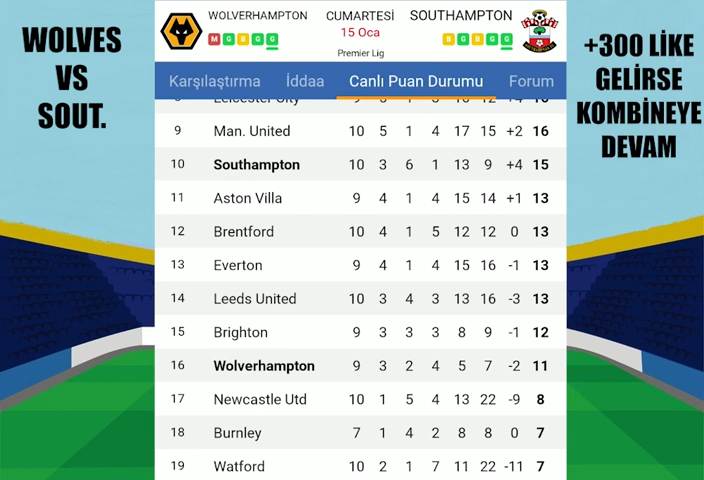 WOLVES
VS
SOUT.
WOLVERHAMPTON
M G B G G
CUMARTESİ
15 Oca
Premier Lig
SOUTHAMPTON
B G B G G
+300 LİKE
GELİRSE
KOMBİNEYE
DEVAM
Karşılaştırma İddaa Canlı Puan Durumu Forum
Leicester City
9 Man. United 10 5 1 4 17 15 +2 16
10 Southampton 10 3 6 1 13 9 +4 15
11 Aston Villa 9 4 1 4 15 14 +1 13
12 Brentford 10 4 1 5 12 12 0 13
13 Everton 9 4 1 4 15 16 -1 13
14 Leeds United 10 3 4 3 13 16 -3 13
15 Brighton 9 3 3 3 8 9 -1 12
16 Wolverhampton 9 3 2 4 5 7 -2 11
17 Newcastle Utd 10 1 5 4 13 22 -9 8
18 Burnley 7 1 4 2 8 8 0 7
19 Watford 10 2 1 7 11 22 -11 7